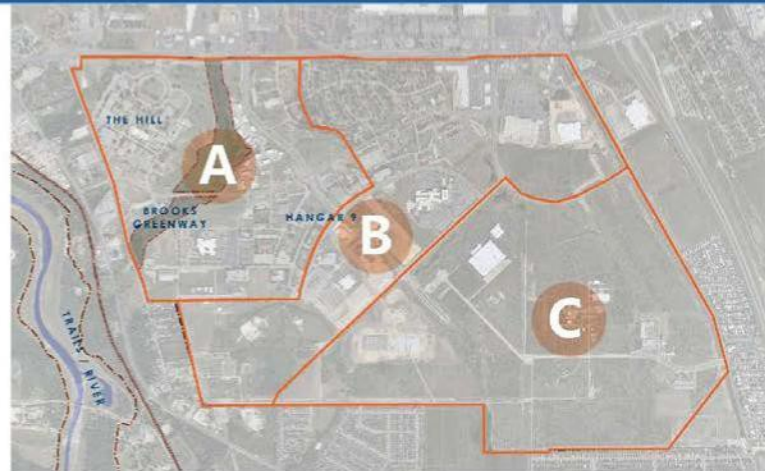 THE HILL
A
BROOKS
GREENWAY
HANGAR 9
B
C
TRAILS / RIVER